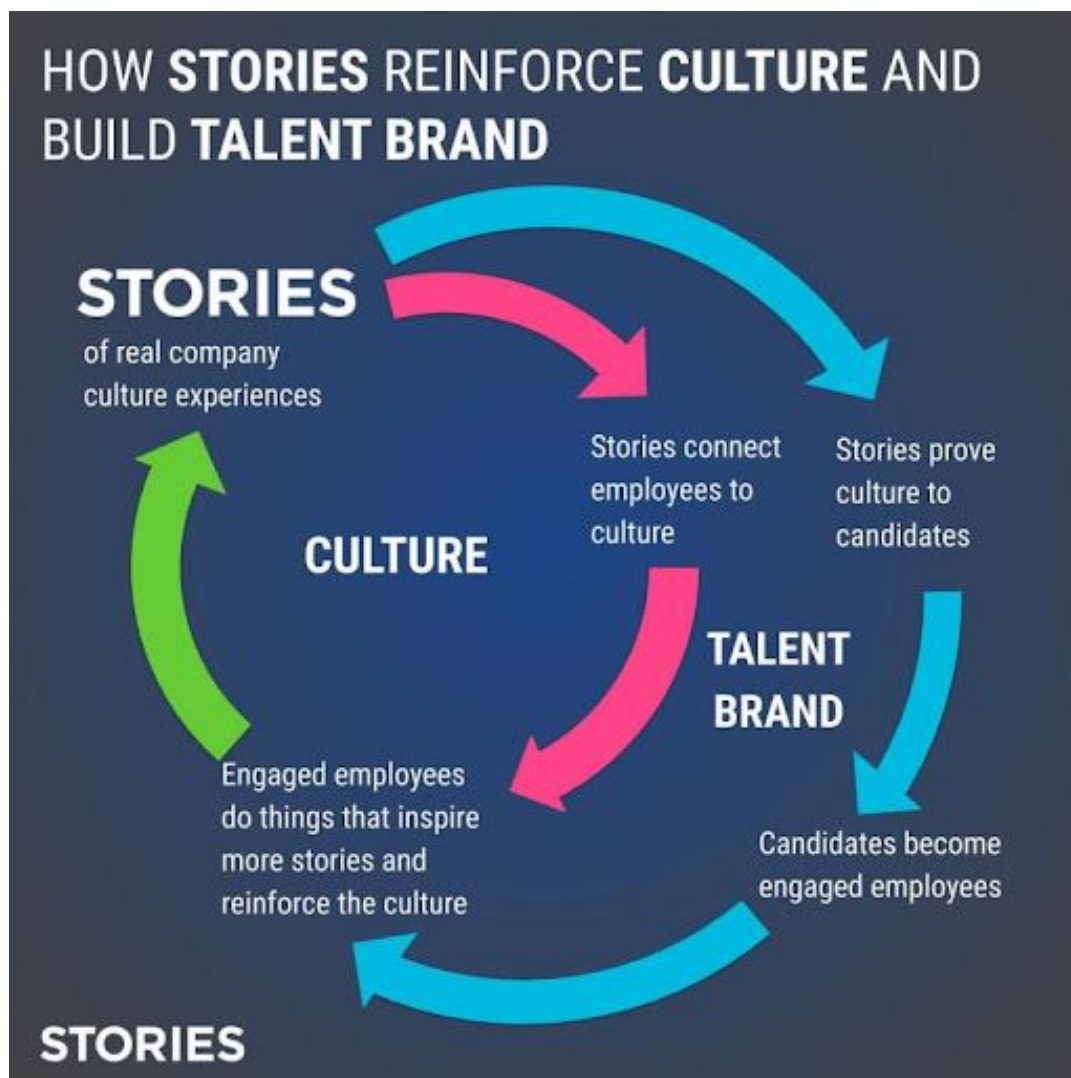 HOW STORIES REINFORCE CULTURE AND
BUILD TALENT BRAND
STORIES
of real company
culture experiences
Stories connect
employees to
culture
Stories prove
culture to
candidates
CULTURE
TALENT
BRAND
Engaged employees
do things that inspire
more stories and
reinforce the culture
Candidates become
engaged employees
STORIES